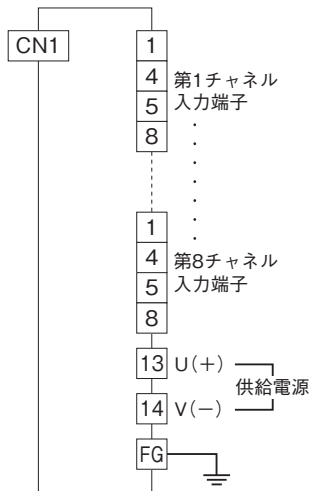 CN1
1
4
5
8
第1チャネル
入力端子
1
4
5
8
第8チャネル
入力端子
13 U(+)
供給電源
14 V(−)
FG